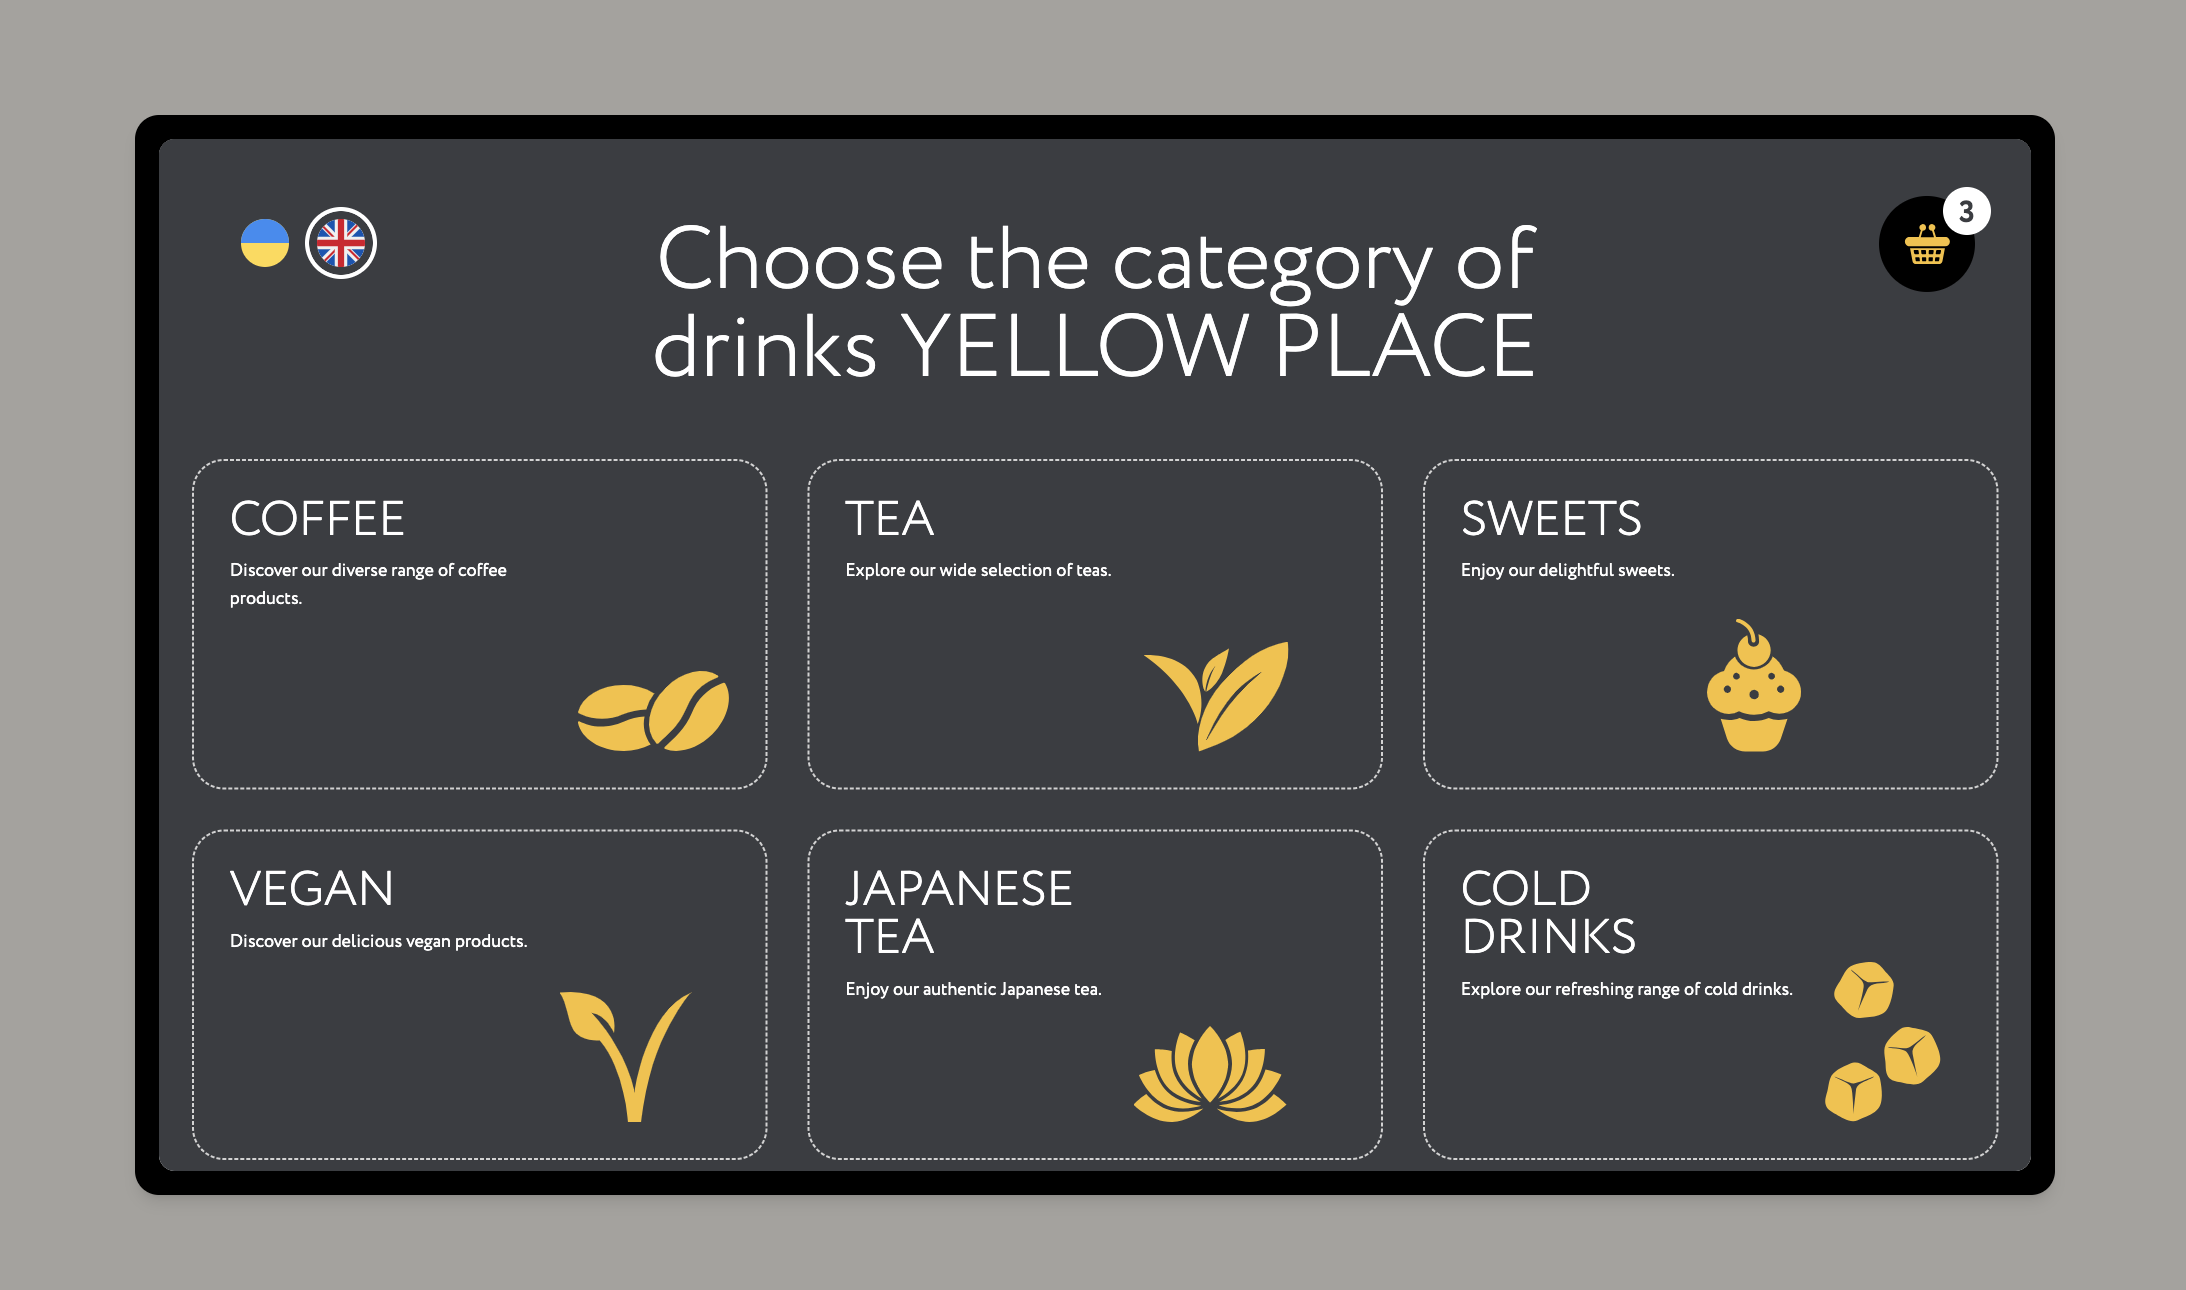 Choose the category of
drinks YELLOW PLACE
3
COFFEE
Discover our diverse range of coffee
products.
TEA
Explore our wide selection of teas.
SWEETS
Enjoy our delightful sweets.
VEGAN
Discover our delicious vegan products.
JAPANESE
TEA
Enjoy our authentic Japanese tea.
COLD
DRINKS
Explore our refreshing range of cold drinks.